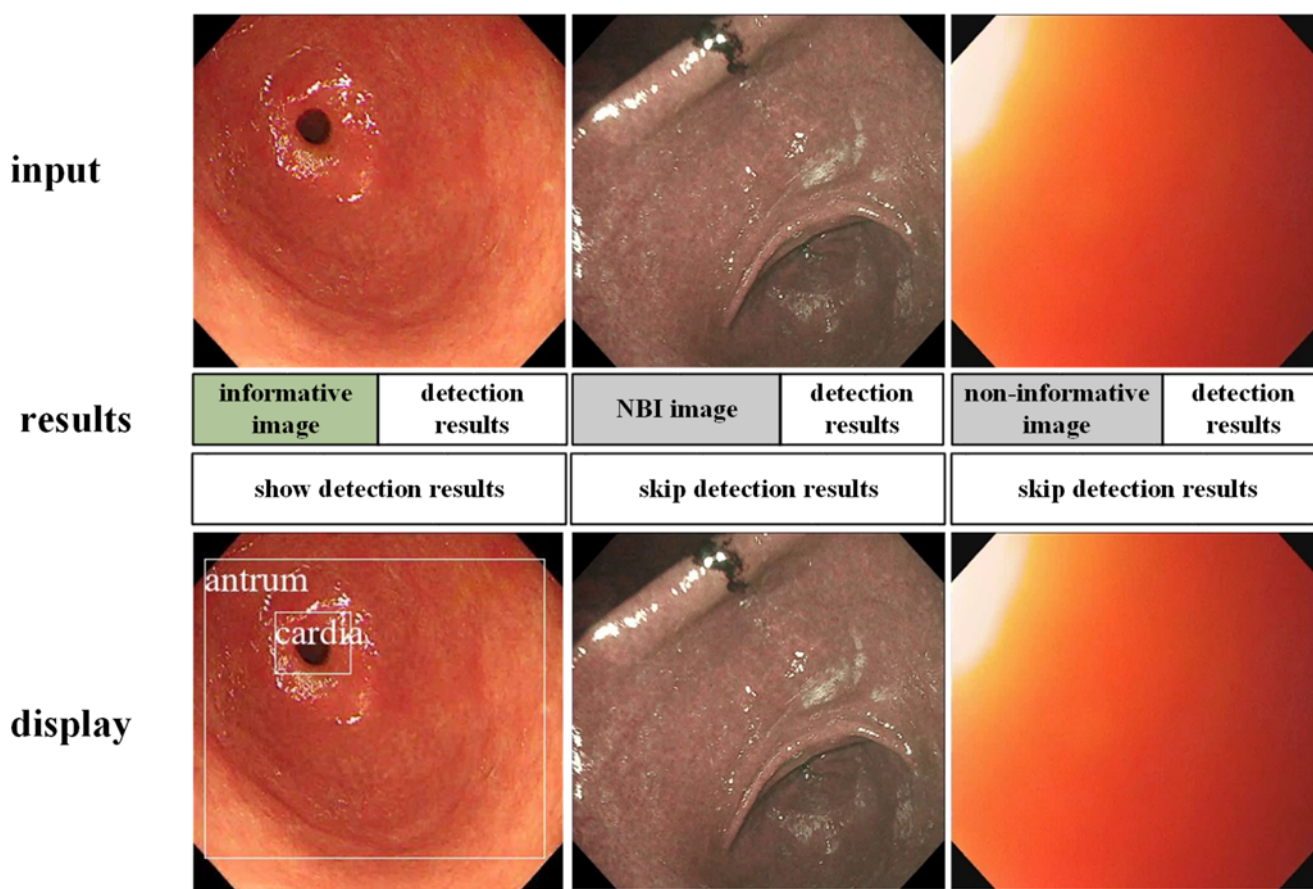 input
results
informative
image
detection
results
NBI image
detection
results
non-informative
image
detection
results
show detection results
skip detection results
skip detection results
display
antrum
cardia